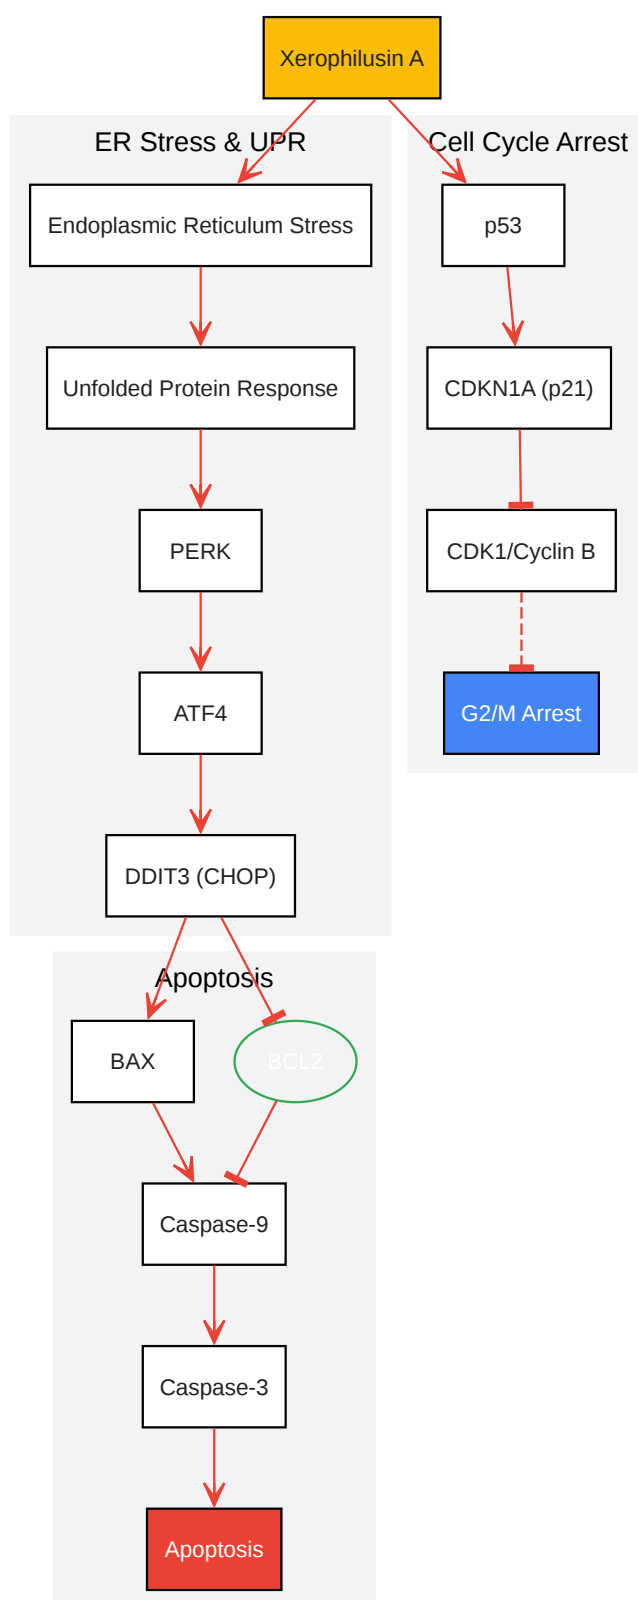 Xerophilusin A
ER Stress & UPR
Cell Cycle Arrest
Endoplasmic Reticulum Stress
p53
Unfolded Protein Response
CDKN1A (p21)
PERK
CDK1/Cyclin B
ATF4
G2/M Arrest
DDIT3 (CHOP)
Apoptosis
BAX
BCL2
Caspase-9
Caspase-3
Apoptosis